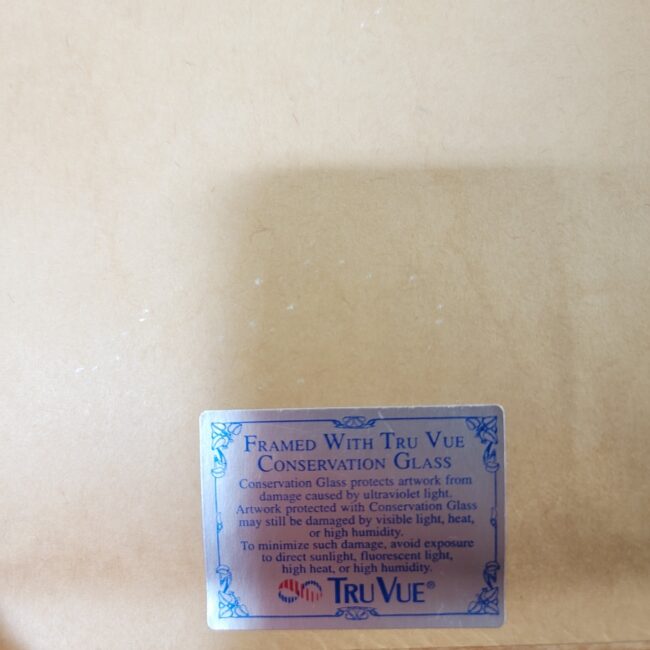 FRAMED WITH TRU VUE
CONSERVATION GLASS
Conservation Glass protects artwork from
damage caused by ultraviolet light.
Artwork protected with Conservation Glass
may still be damaged by visible light, heat,
or high humidity.
To minimize such damage, avoid exposure
to direct sunlight, fluorescent light,
high heat, or high humidity.
TRU VUE®